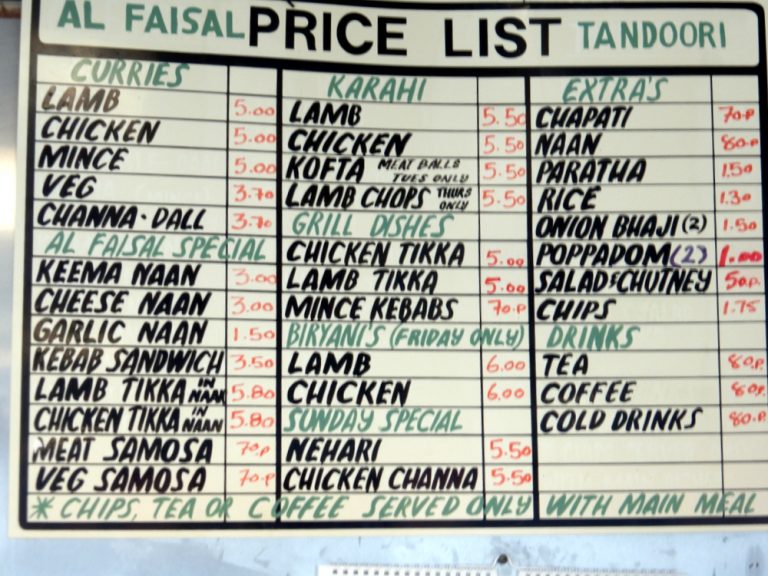 AL FAISAL PRICE LIST TANDOORI
CURRIES
LAMB 5.00
CHICKEN 5.00
MINCE 5.00
VEG 3.70
CHANNA·DALL 3.70
AL FAISAL SPECIAL
KEEMA NAAN 3.00
CHEESE NAAN 3.00
GARLIC NAAN 1.50
KEBAB SANDWICH 3.50
LAMB TIKKA IN NAAN 5.80
CHICKEN TIKKA IN NAAN 5.80
MEAT SAMOSA 70.P
VEG SAMOSA 70.P
KARAHI
LAMB 5.50
CHICKEN 5.50
KOFTA MEAT BALLS TUES ONLY 5.50
LAMB CHOPS THURS ONLY 5.50
GRILL DISHES
CHICKEN TIKKA 5.00
LAMB TIKKA 5.00
MINCE KEBABS 70.P
BIRYANI'S (FRIDAY ONLY)
LAMB 6.00
CHICKEN 6.00
SUNDAY SPECIAL
NEHARI 5.50
CHICKEN CHANNA 5.50
EXTRA'S
CHAPATI 70.P
NAAN 80.P
PARATHA 1.50
RICE 1.30
ONION BHAJI (2) 1.50
POPPADOM (2) 1.00
SALAD & CHUTNEY 50p.
CHIPS 1.75
DRINKS
TEA 80p.
COFFEE 80p.
COLD DRINKS 80.P
* CHIPS, TEA OR COFFEE SERVED ONLY WITH MAIN MEAL